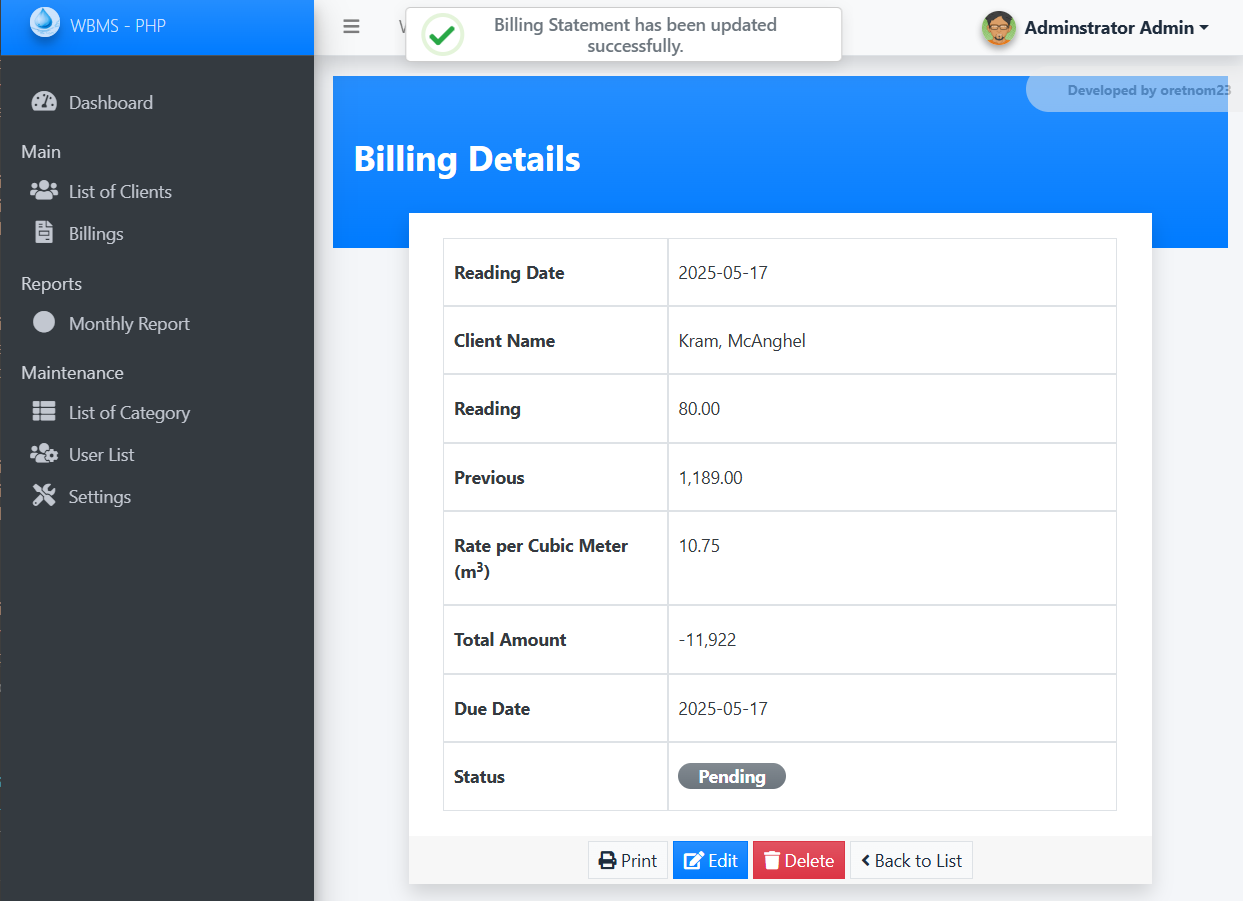 WBMS - PHP
Billing Statement has been updated
successfully.
Adminstrator Admin
Dashboard
Main
List of Clients
Billings
Reports
Monthly Report
Maintenance
List of Category
User List
Settings
Developed by oretnom23
Billing Details
Reading Date 2025-05-17
Client Name Kram, McAnghel
Reading 80.00
Previous 1,189.00
Rate per Cubic Meter 10.75
(m³)
Total Amount -11,922
Due Date 2025-05-17
Status Pending
Print Edit Delete Back to List